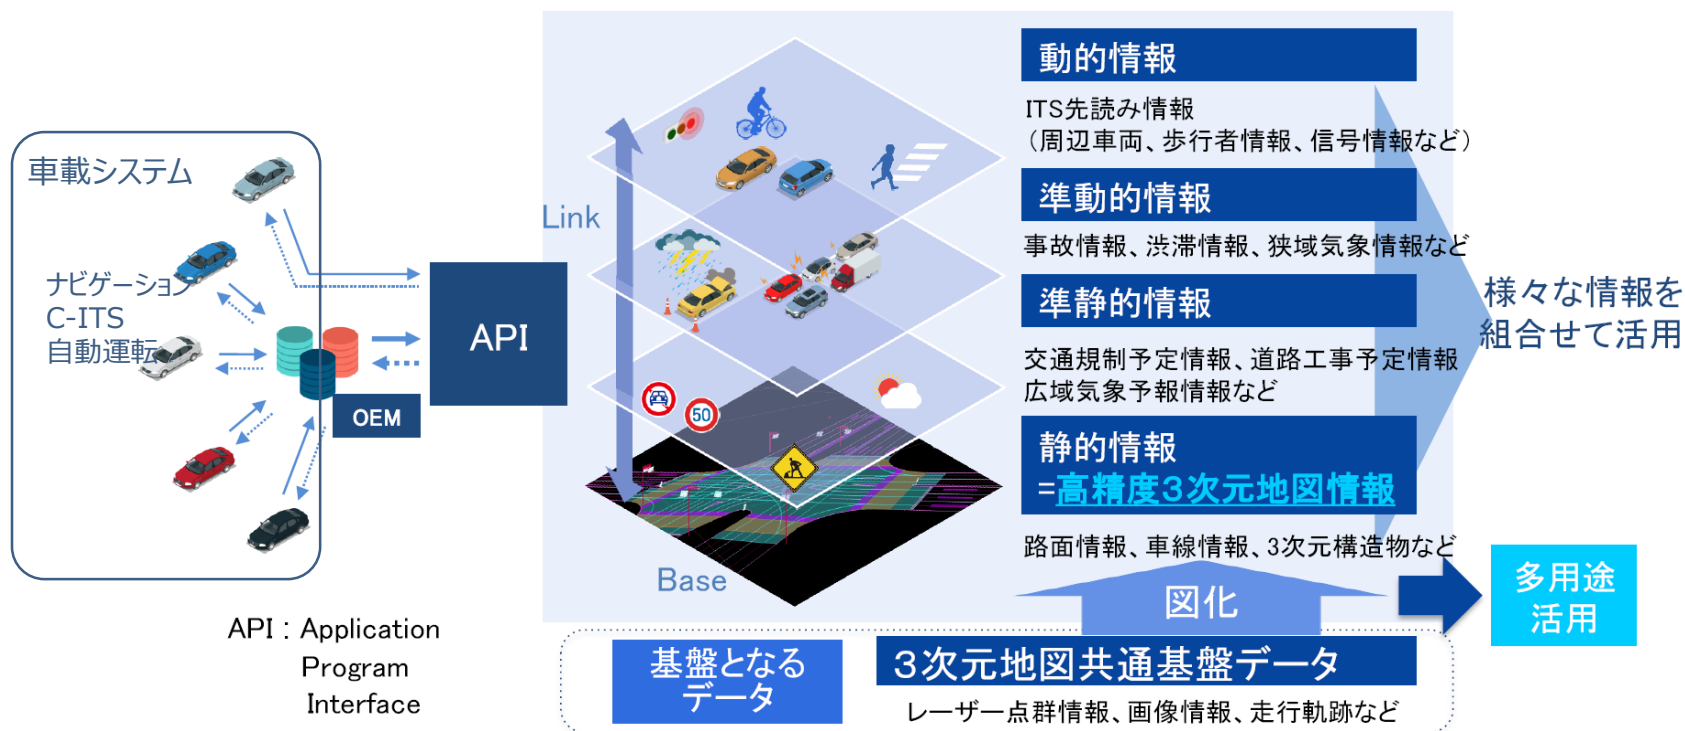 車載システム
ナビゲーション
C-ITS
自動運転
OEM
API
API：Application
Program
Interface
Link
Base
50
動的情報
ITS先読み情報
（周辺車両、歩行者情報、信号情報など）
準動的情報
事故情報、渋滞情報、狭域気象情報など
準静的情報
交通規制予定情報、道路工事予定情報
広域気象予報情報など
静的情報
=高精度３次元地図情報
路面情報、車線情報、3次元構造物など
様々な情報を
組合せて活用
図化
多用途
活用
基盤となる
データ
３次元地図共通基盤データ
レーザー点群情報、画像情報、走行軌跡など